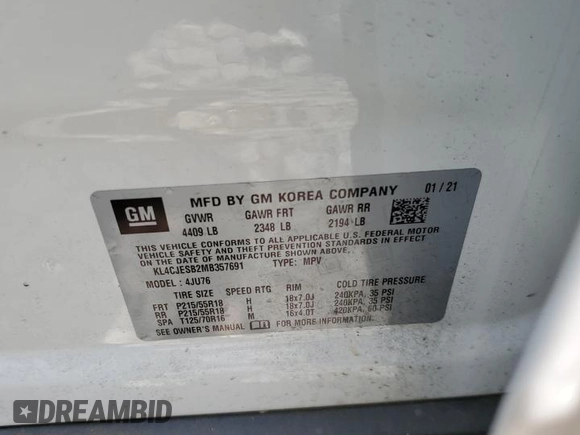 GM
MFD BY GM KOREA COMPANY 01 / 21
GVWR GAWR FRT GAWR RR
4409 LB 2348 LB 2194 LB
THIS VEHICLE CONFORMS TO ALL APPLICABLE U.S. FEDERAL MOTOR
VEHICLE SAFETY, BUMPER, AND THEFT PREVENTION STANDARDS IN
EFFECT ON THE DATE OF MANUFACTURE SHOWN ABOVE.
KL4CJESB2MB357691 TYPE: MPV
MODEL: 4JU76
TIRE SIZE SPEED RTG RIM COLD TIRE PRESSURE
FRT P215/55R18 H 18x7.0J 240KPA, 35 PSI
RR P215/55R18 H 18x7.0J 240KPA, 35 PSI
SPA T125/70R16 M 16x4.0T 420KPA, 60 PSI
SEE OWNER'S MANUAL FOR ADDITIONAL INFORMATION.
DREAMBID